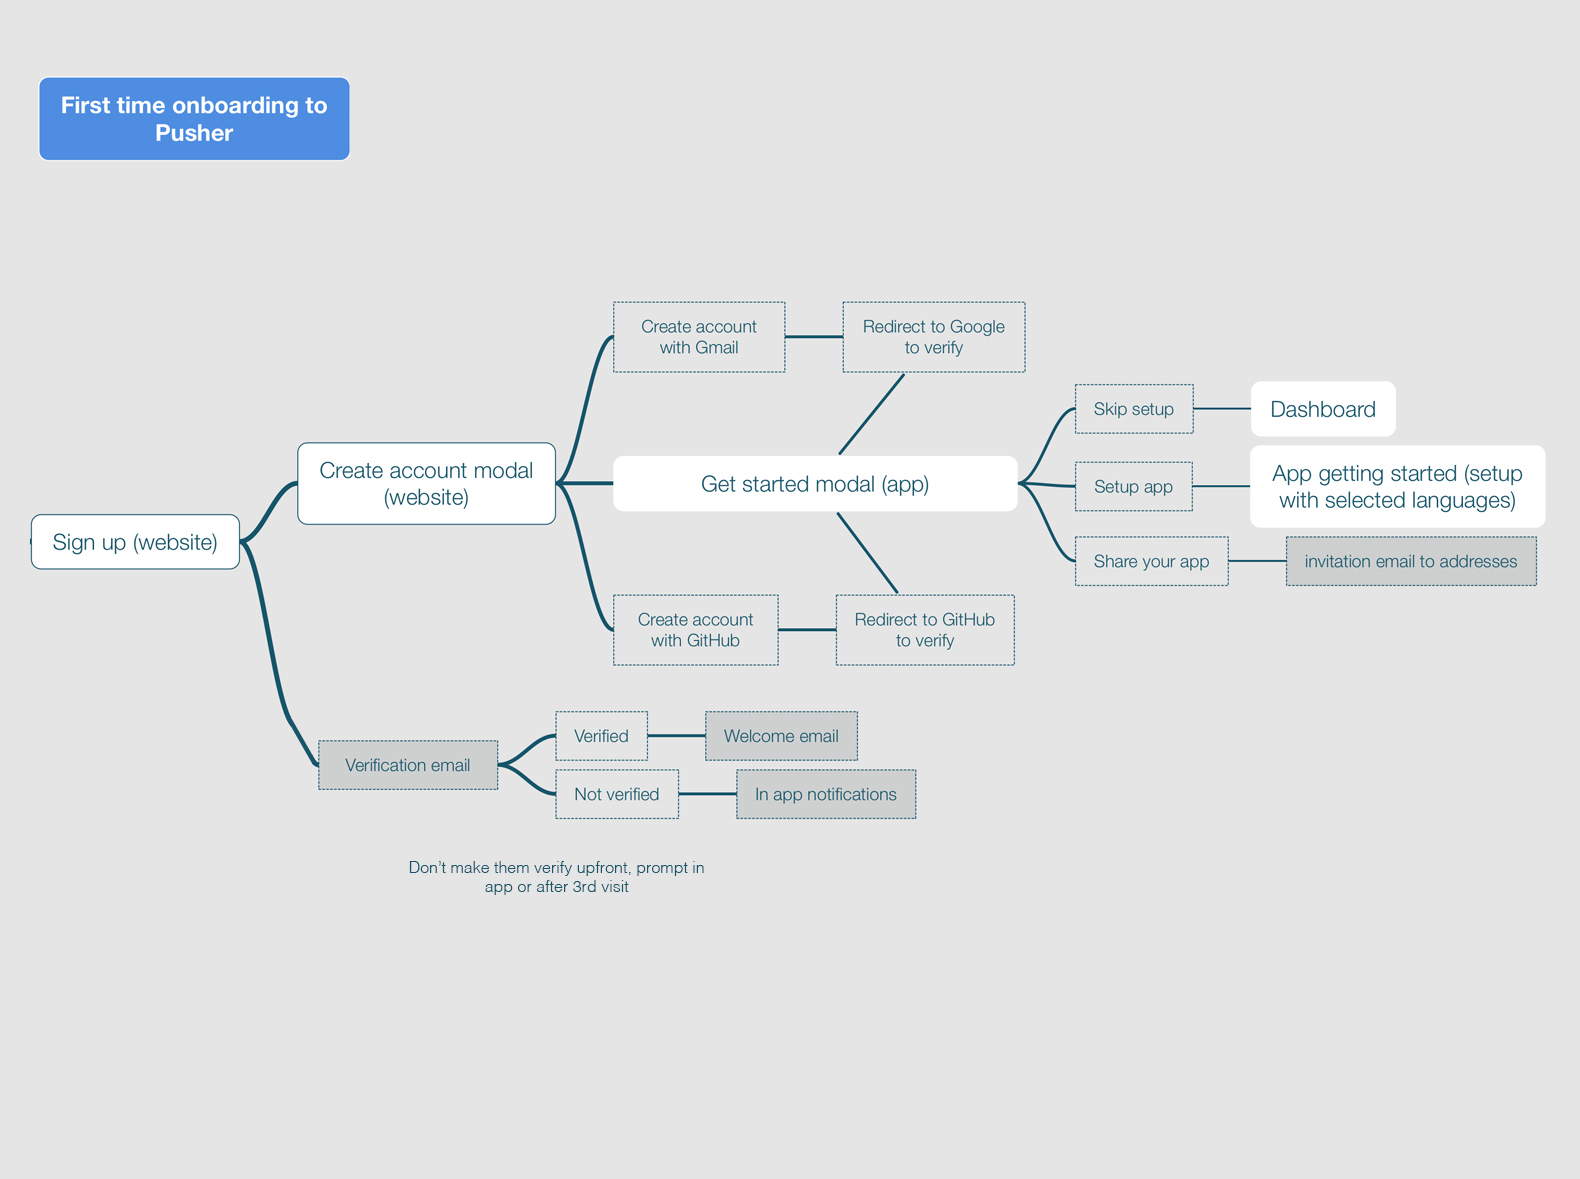 First time onboarding to
Pusher
Create account
with Gmail
Redirect to Google
to verify
Skip setup
Dashboard
Create account modal
(website)
Get started modal (app)
Setup app
App getting started (setup
with selected languages)
Sign up (website)
Share your app
invitation email to addresses
Create account
with GitHub
Redirect to GitHub
to verify
Verification email
Verified
Welcome email
Not verified
In app notifications
Don't make them verify upfront, prompt in
app or after 3rd visit